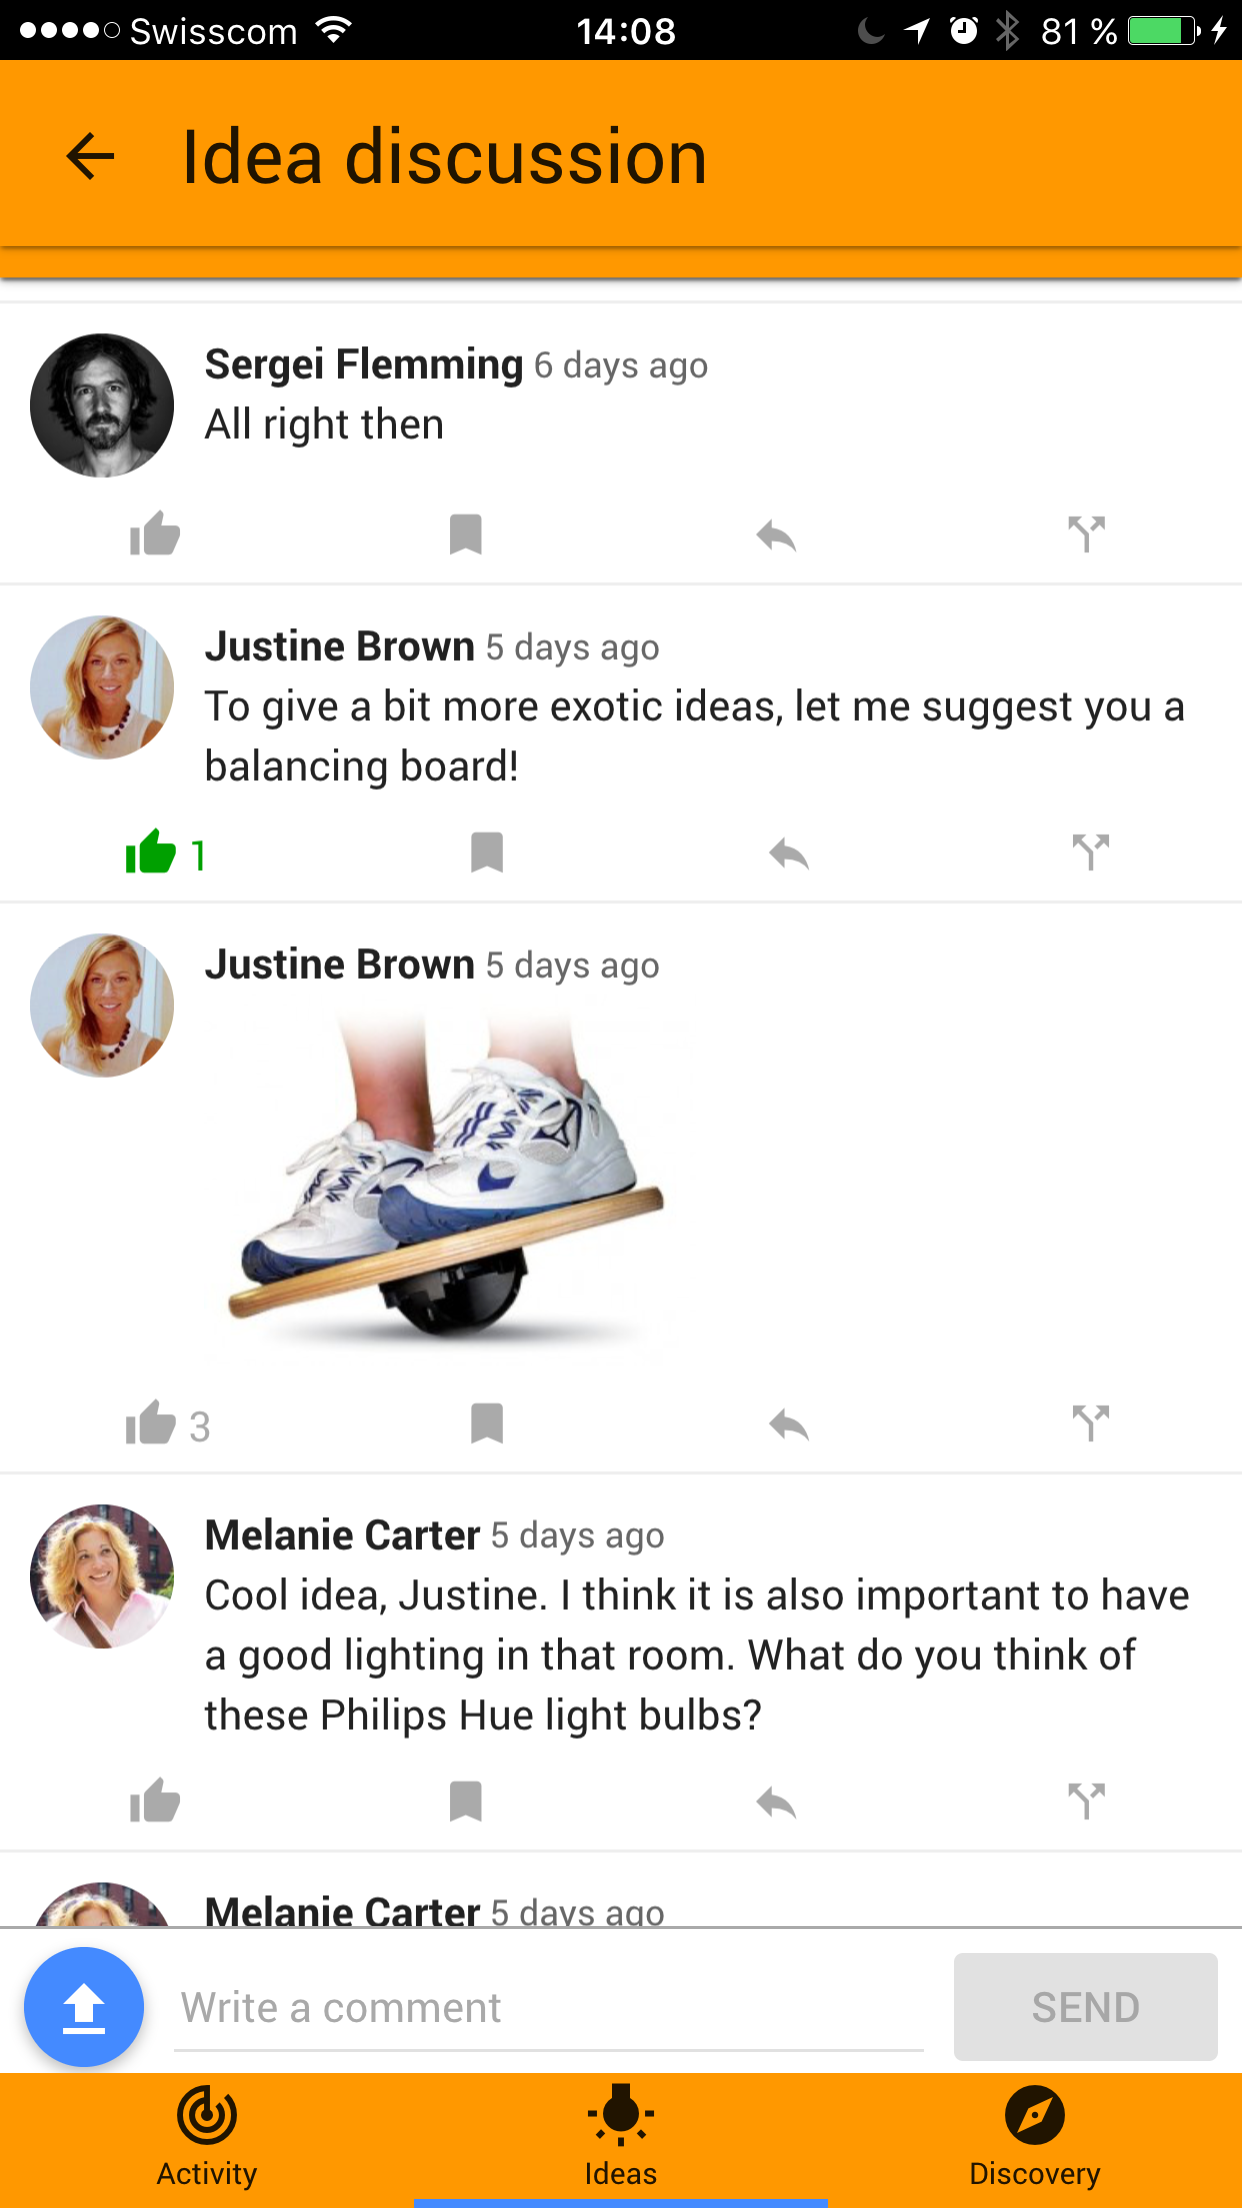 Swisscom 14:08 81 %
Idea discussion
Sergei Flemming 6 days ago
All right then
Justine Brown 5 days ago
To give a bit more exotic ideas, let me suggest you a
balancing board!
1
Justine Brown 5 days ago
3
Melanie Carter 5 days ago
Cool idea, Justine. I think it is also important to have
a good lighting in that room. What do you think of
these Philips Hue light bulbs?
Melanie Carter 5 days ago
Write a comment
SEND
Activity Ideas Discovery